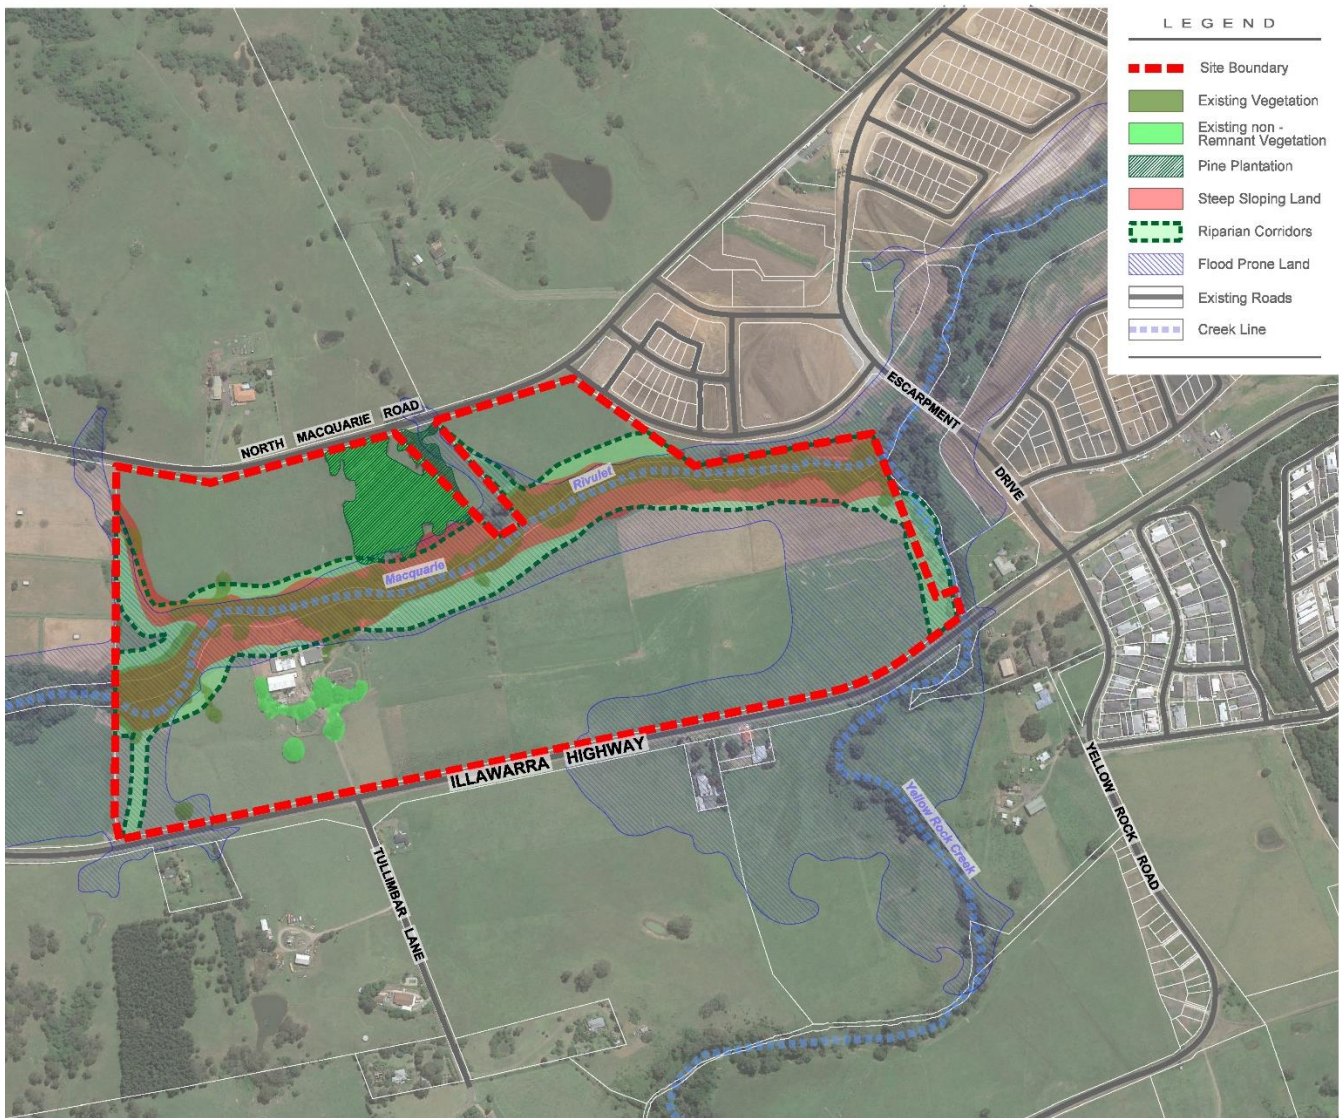 LEGEND
Site Boundary
Existing Vegetation
Existing non -
Remnant Vegetation
Pine Plantation
Steep Sloping Land
Riparian Corridors
Flood Prone Land
Existing Roads
Creek Line
NORTH MACQUARIE ROAD
ESCARPMENT DRIVE
Rivulet
Macquarie
ILLAWARRA HIGHWAY
YELLOW ROCK ROAD
Yellow Rock Creek
TULLIMBAR LANE